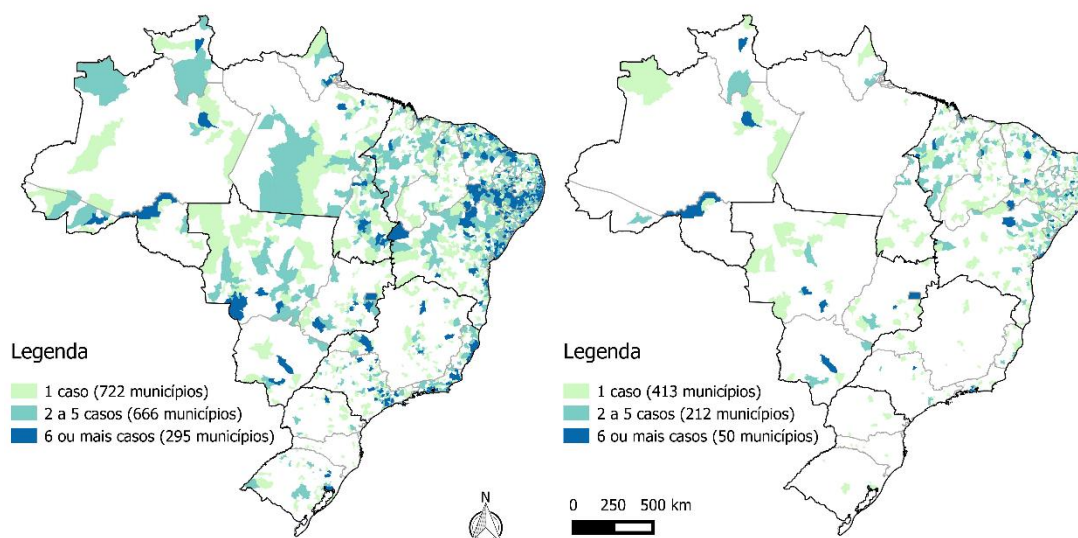 Legenda
1 caso (722 municípios)
2 a 5 casos (666 municípios)
6 ou mais casos (295 municípios)
N
Legenda
1 caso (413 municípios)
2 a 5 casos (212 municípios)
6 ou mais casos (50 municípios)
0 250 500 km